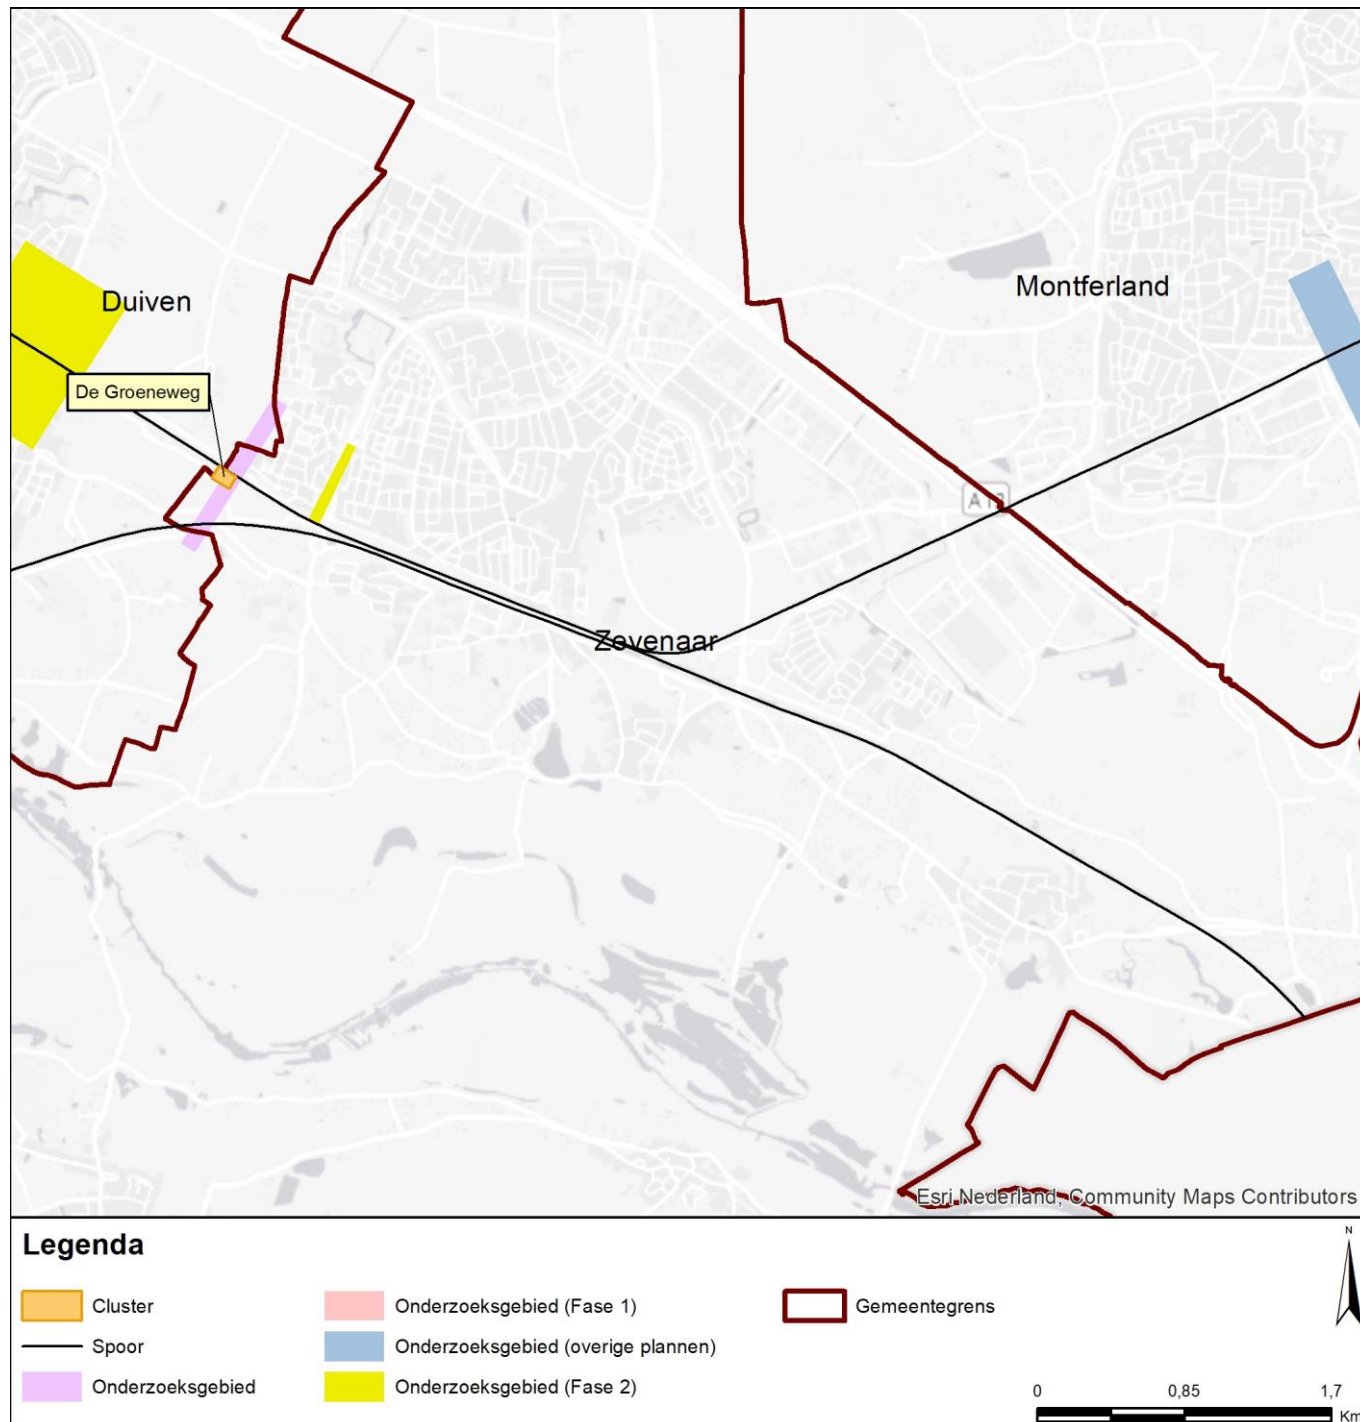 Duiven
Montferland
De Groeneweg
A12
Zevenaar
Esri Nederland, Community Maps Contributors
Legenda
Cluster
Spoor
Onderzoeksgebied
Onderzoeksgebied (Fase 1)
Onderzoeksgebied (overige plannen)
Onderzoeksgebied (Fase 2)
Gemeentegrens
N
0 0,85 1,7
Km